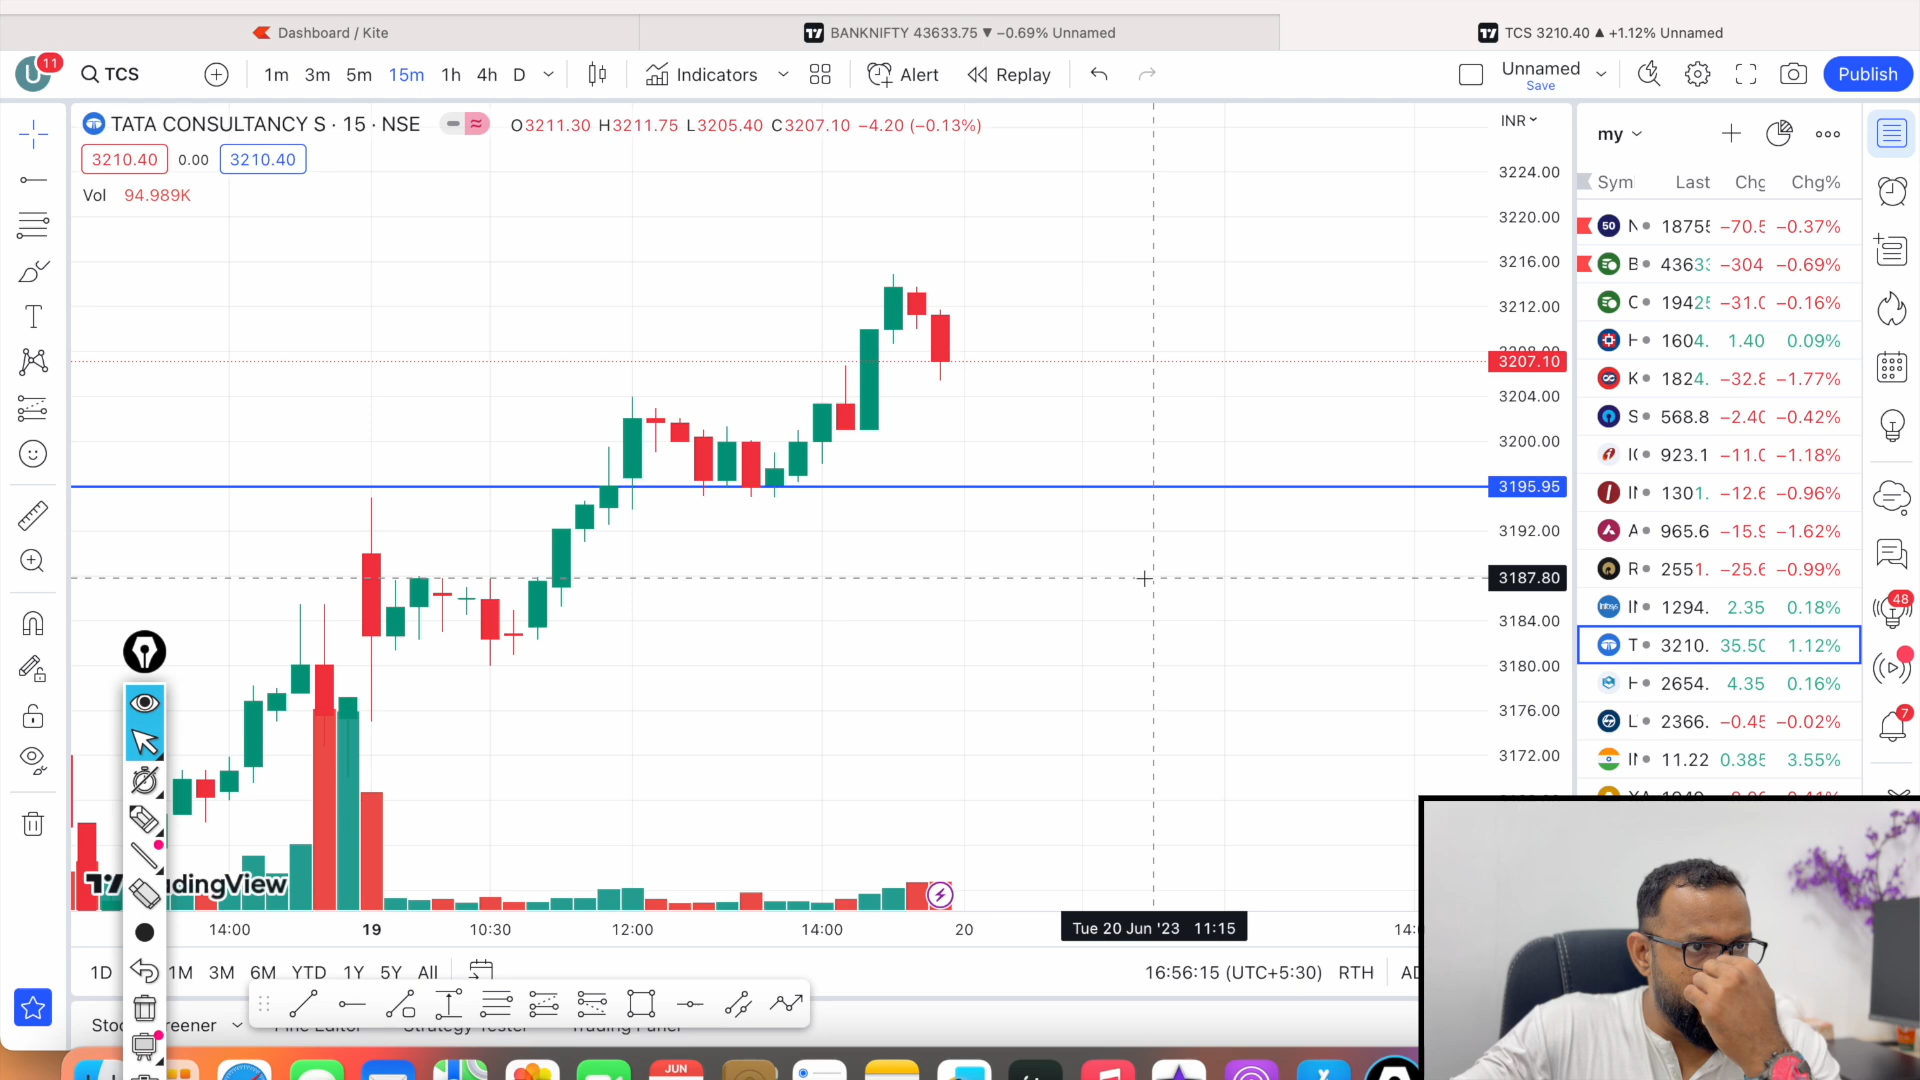 Dashboard / Kite
BANKNIFTY 43633.75 ▼ −0.69% Unnamed
TCS 3210.40 ▲ +1.12% Unnamed
U 11
TCS
1m 3m 5m 15m 1h 4h D
Indicators
Alert
Replay
Unnamed
Save
Publish
TATA CONSULTANCY S · 15 · NSE
O3211.30 H3211.75 L3205.40 C3207.10 −4.20 (−0.13%)
3210.40 0.00 3210.40
Vol 94.989K
INR
3224.00
3220.00
3216.00
3212.00
3207.10
3204.00
3200.00
3195.95
3192.00
3187.80
3184.00
3180.00
3176.00
3172.00
my
Sym Last Chg Chg%
50 18755 −70.5 −0.37%
B 43633 −304 −0.69%
19425 −31.0 −0.16%
1604. 1.40 0.09%
K 1824. −32.8 −1.77%
S 568.8 −2.40 −0.42%
923.1 −11.0 −1.18%
1301. −12.6 −0.96%
A 965.6 −15.9 −1.62%
R 2551. −25.6 −0.99%
Infosys 1294. 2.35 0.18%
T 3210. 35.50 1.12%
2654. 4.35 0.16%
L 2366. −0.45 −0.02%
11.22 0.385 3.55%
48
7
14:00 19 10:30 12:00 14:00 20
Tue 20 Jun '23 11:15
1D 1M 3M 6M YTD 1Y 5Y All
16:56:15 (UTC+5:30) RTH
JUN